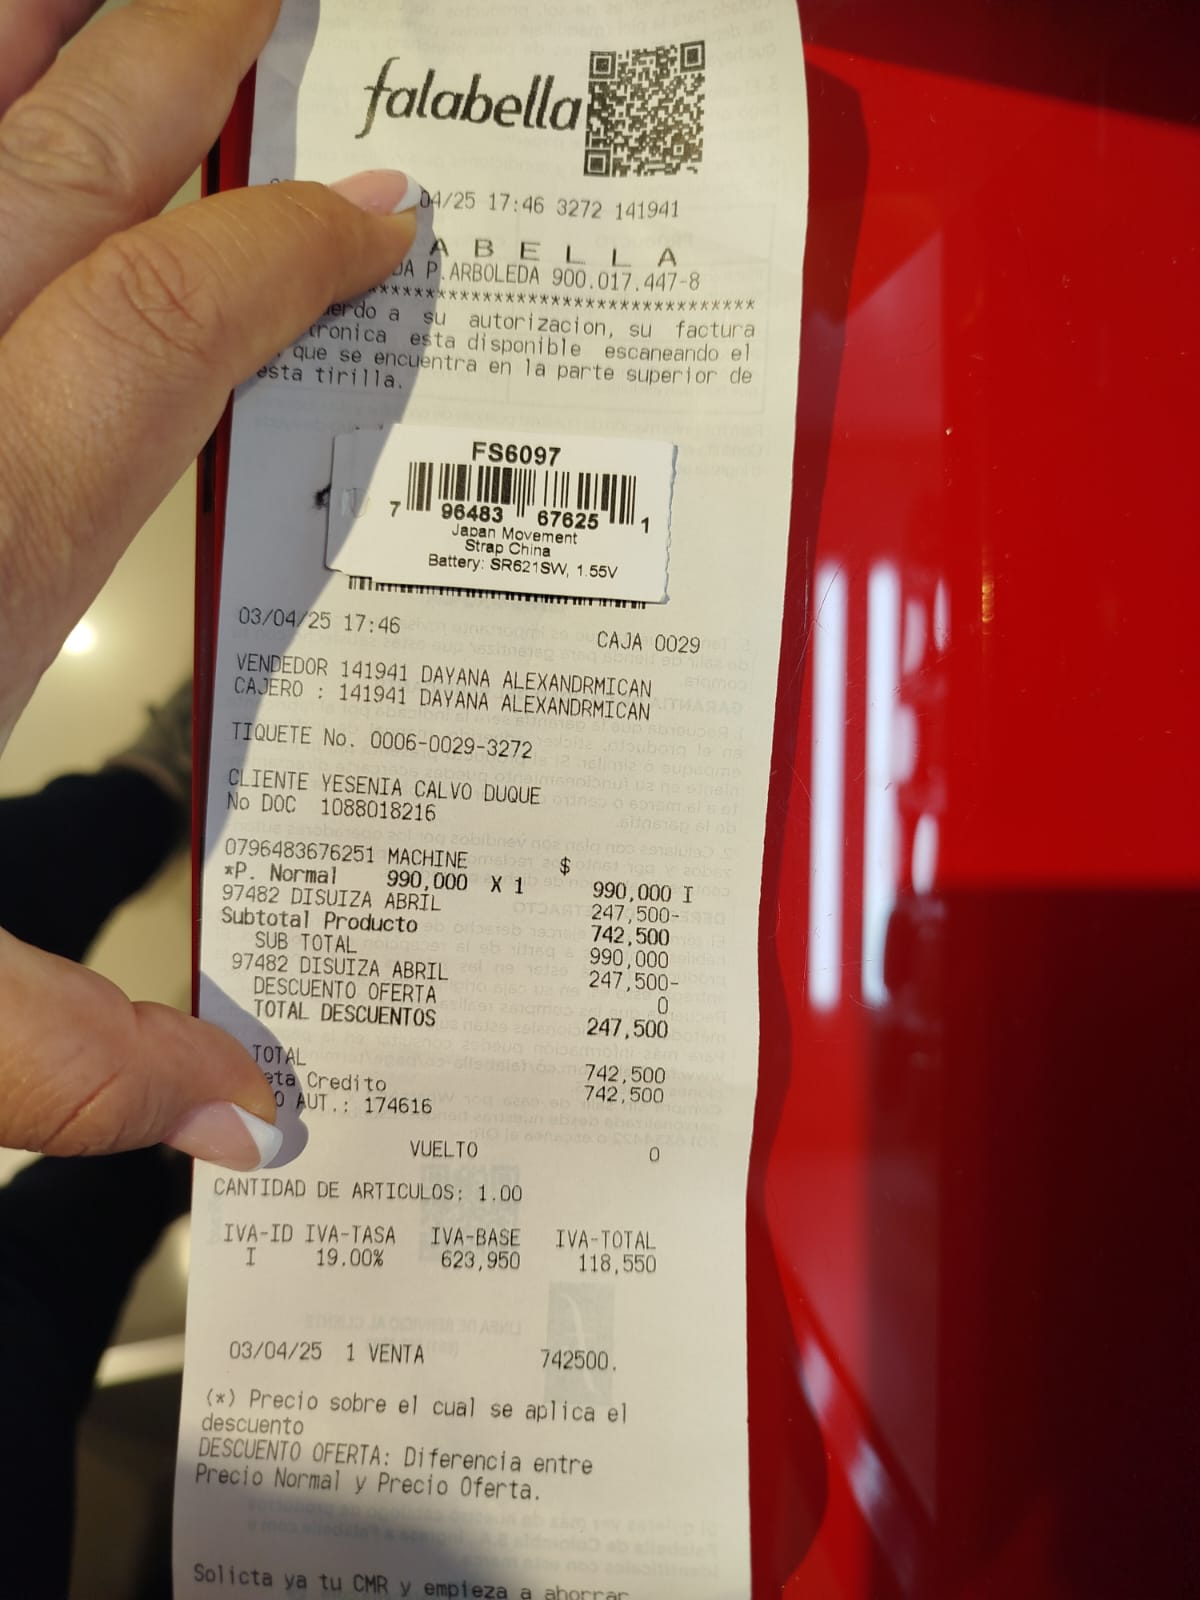 falabella
04/25 17:46 3272 141941
A B E L L A
DA P.ARBOLEDA 900.017.447-8
***********************************
erdo a su autorizacion, su factura
tronica esta disponible escaneando el
que se encuentra en la parte superior de
esta tirilla.
FS6097
7 96483 67625 1
Japan Movement
Strap China
Battery: SR621SW, 1.55V
03/04/25 17:46 CAJA 0029
VENDEDOR 141941 DAYANA ALEXANDRMICAN
CAJERO : 141941 DAYANA ALEXANDRMICAN
TIQUETE No. 0006-0029-3272
CLIENTE YESENIA CALVO DUQUE
No DOC 1088018216
0796483676251 MACHINE $
*P. Normal 990,000 X 1 990,000 I
97482 DISUIZA ABRIL 247,500-
Subtotal Producto 742,500
SUB TOTAL 990,000
97482 DISUIZA ABRIL 247,500-
DESCUENTO OFERTA 0
TOTAL DESCUENTOS 247,500
TOTAL 742,500
eta Credito 742,500
O AUT.: 174616
VUELTO 0
CANTIDAD DE ARTICULOS: 1.00
IVA-ID IVA-TASA IVA-BASE IVA-TOTAL
I 19.00% 623,950 118,550
03/04/25 1 VENTA 742500.
(*) Precio sobre el cual se aplica el
descuento
DESCUENTO OFERTA: Diferencia entre
Precio Normal y Precio Oferta.
Solicta ya tu CMR y empieza a ahorrar